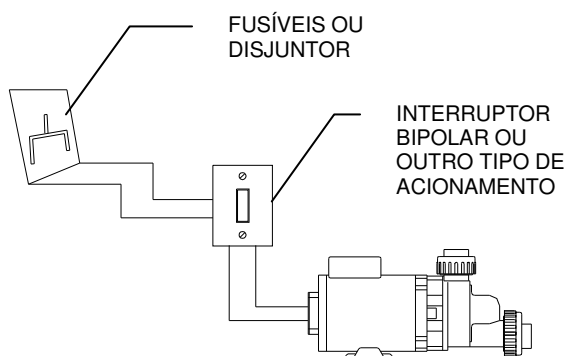 FUSÍVEIS OU
DISJUNTOR
INTERRUPTOR
BIPOLAR OU
OUTRO TIPO DE
ACIONAMENTO